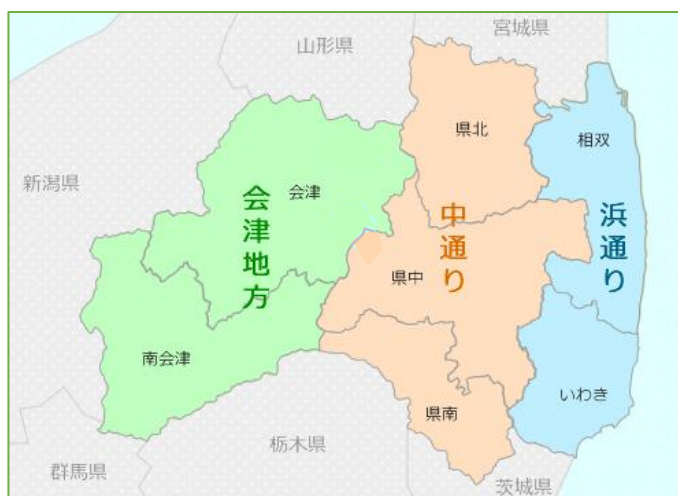 宮城県
山形県
県北
相双
新潟県
会津
会津地方
中通り
浜通り
県中
南会津
いわき
県南
栃木県
群馬県
茨城県